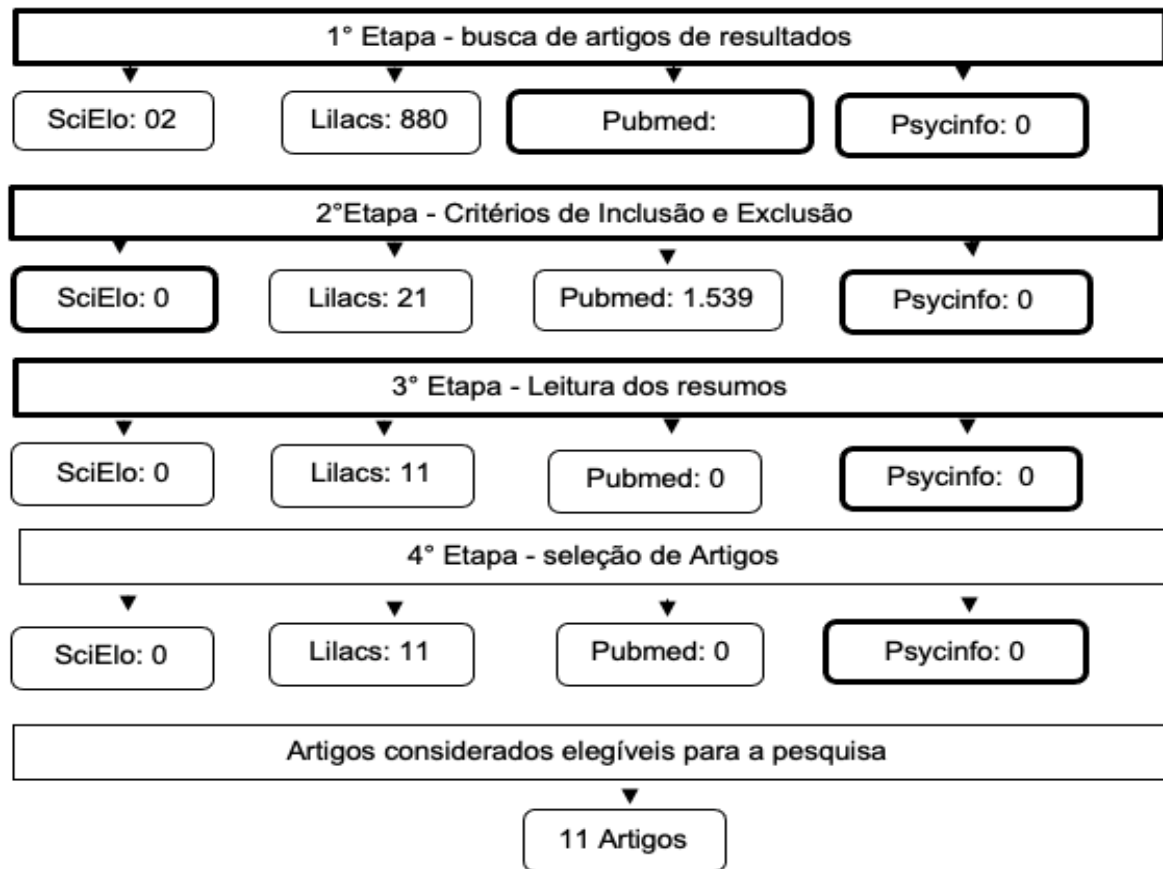 1° Etapa - busca de artigos de resultados
SciElo: 02
Lilacs: 880
Pubmed:
Psycinfo: 0
2°Etapa - Critérios de Inclusão e Exclusão
SciElo: 0
Lilacs: 21
Pubmed: 1.539
Psycinfo: 0
3° Etapa - Leitura dos resumos
SciElo: 0
Lilacs: 11
Pubmed: 0
Psycinfo: 0
4° Etapa - seleção de Artigos
SciElo: 0
Lilacs: 11
Pubmed: 0
Psycinfo: 0
Artigos considerados elegíveis para a pesquisa
11 Artigos